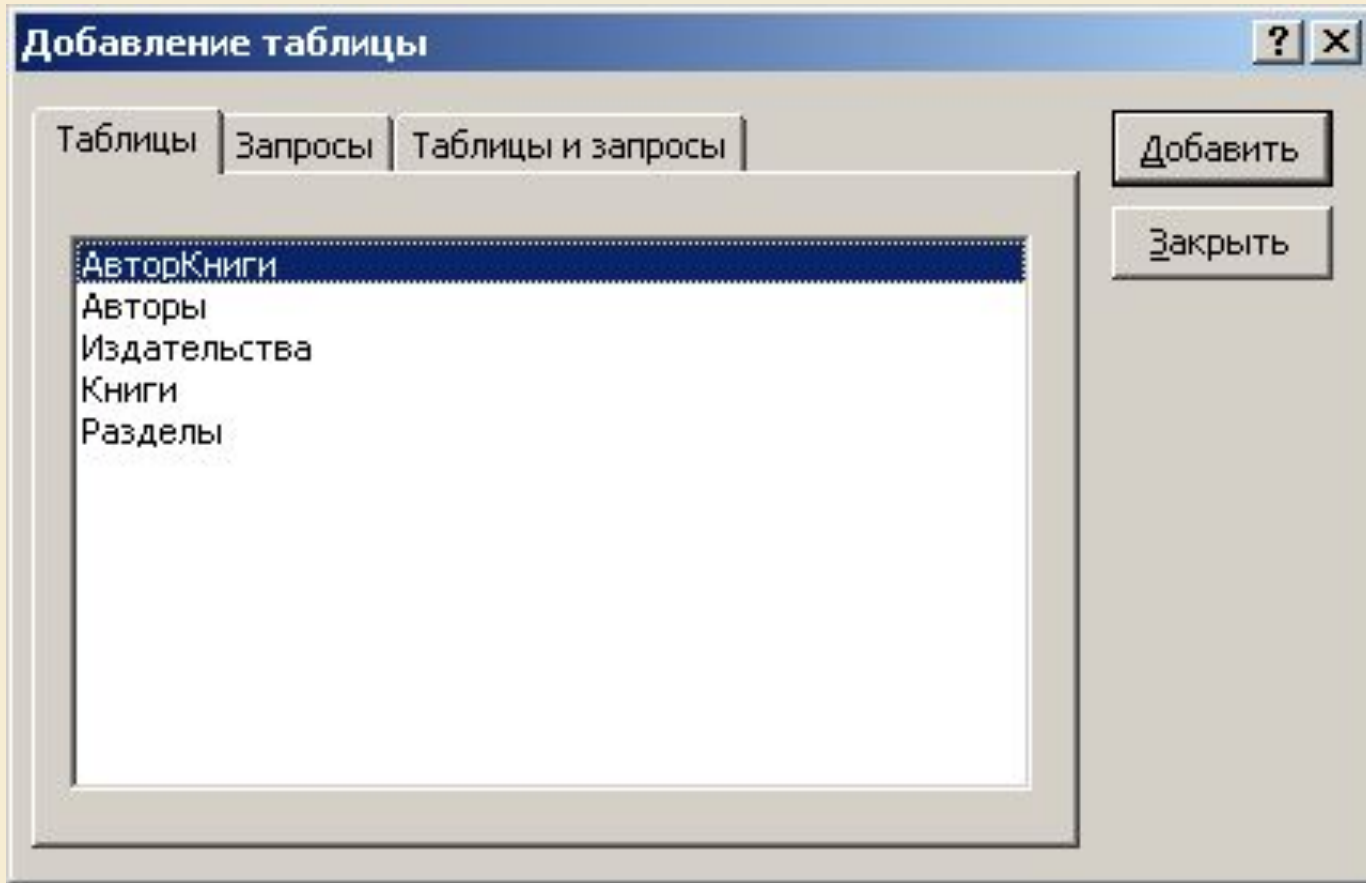 Добавление таблицы
Таблицы Запросы Таблицы и запросы
Добавить
Закрыть
АвторКниги
Авторы
Издательства
Книги
Разделы